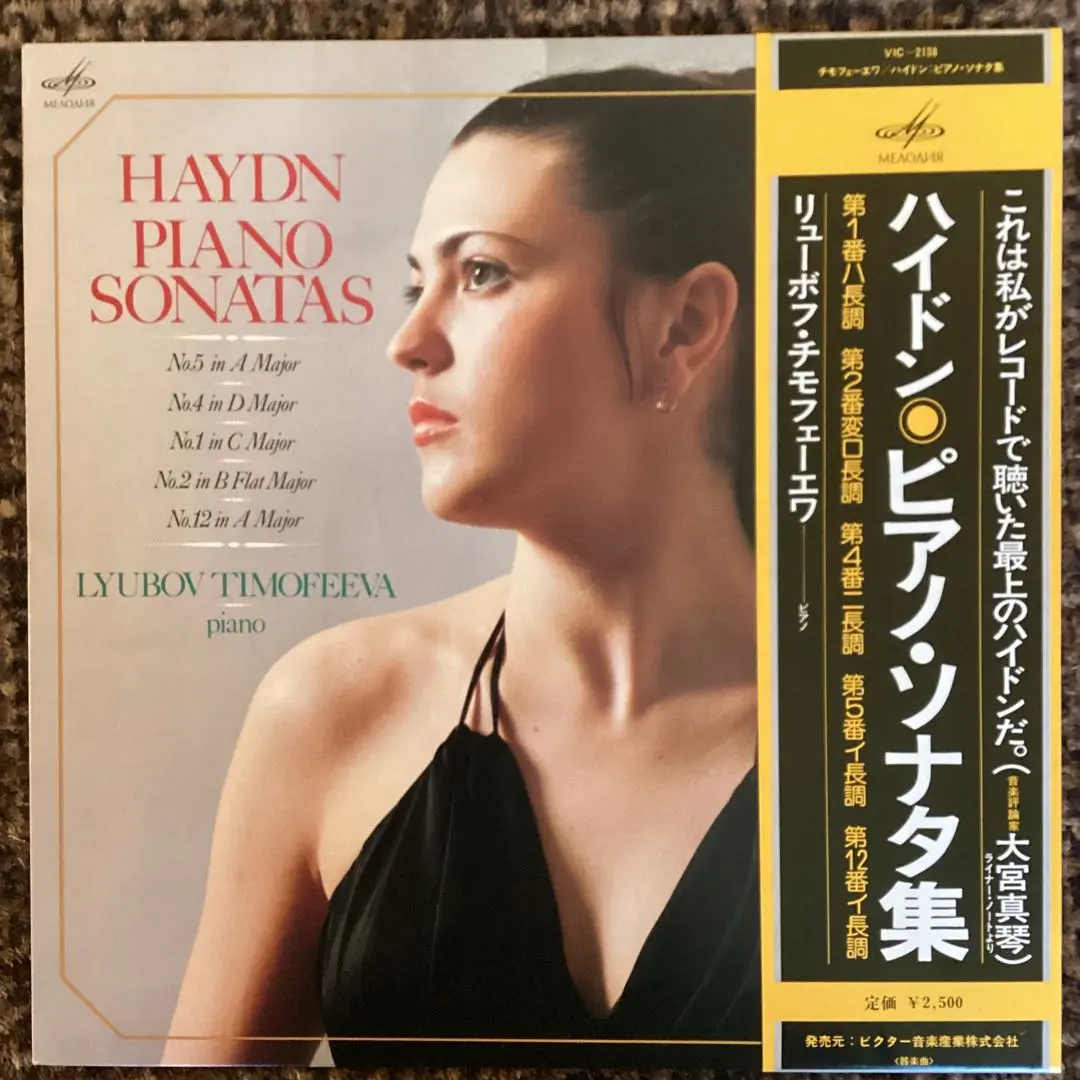 МЕЛОДИЯ
HAYDN
PIANO
SONATAS
No.5 in A Major
No.4 in D Major
No.1 in C Major
No.2 in B Flat Major
No.12 in A Major
LYUBOV TIMOFEEVA
piano
VIC-2198
チモフェーエワ/ハイドン:ピアノ・ソナタ集
МЕЛОДИЯ
これは私がレコードで聴いた最上のハイドンだ。(音楽評論家 大宮真琴)
ライナー・ノートより
ハイドン◎ピアノ・ソナタ集
第1番ハ長調 第2番変ロ長調 第4番ニ長調 第5番イ長調 第12番イ長調
リューボフ・チモフェーエワ──ピアノ
定価 ¥2,500
発売元:ビクター音楽産業株式会社
〈器楽曲〉